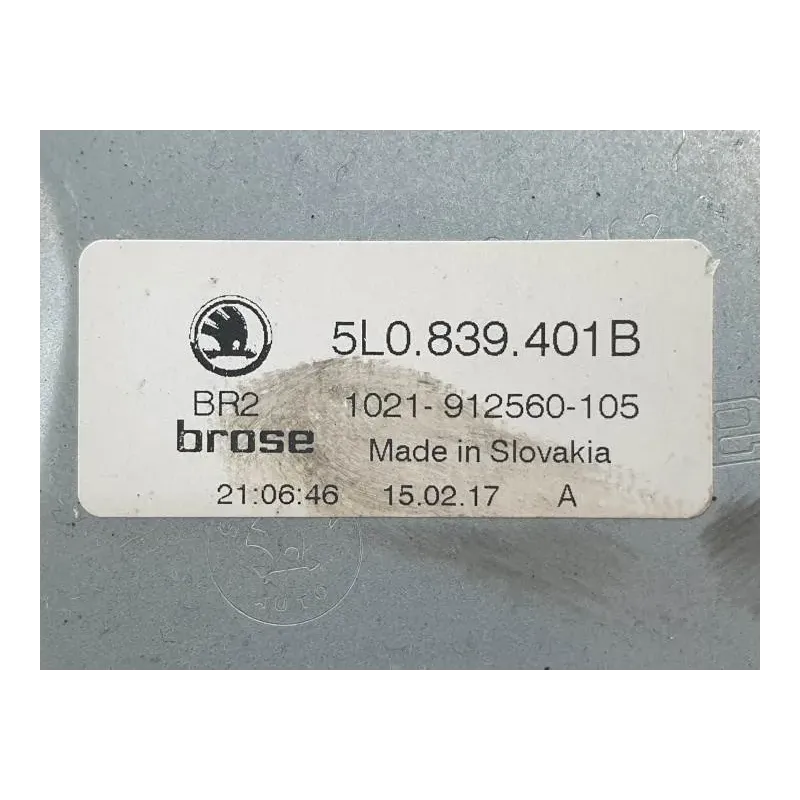 5L0.839.401B
BR2 1021- 912560-105
brose Made in Slovakia
21:06:46 15.02.17 A